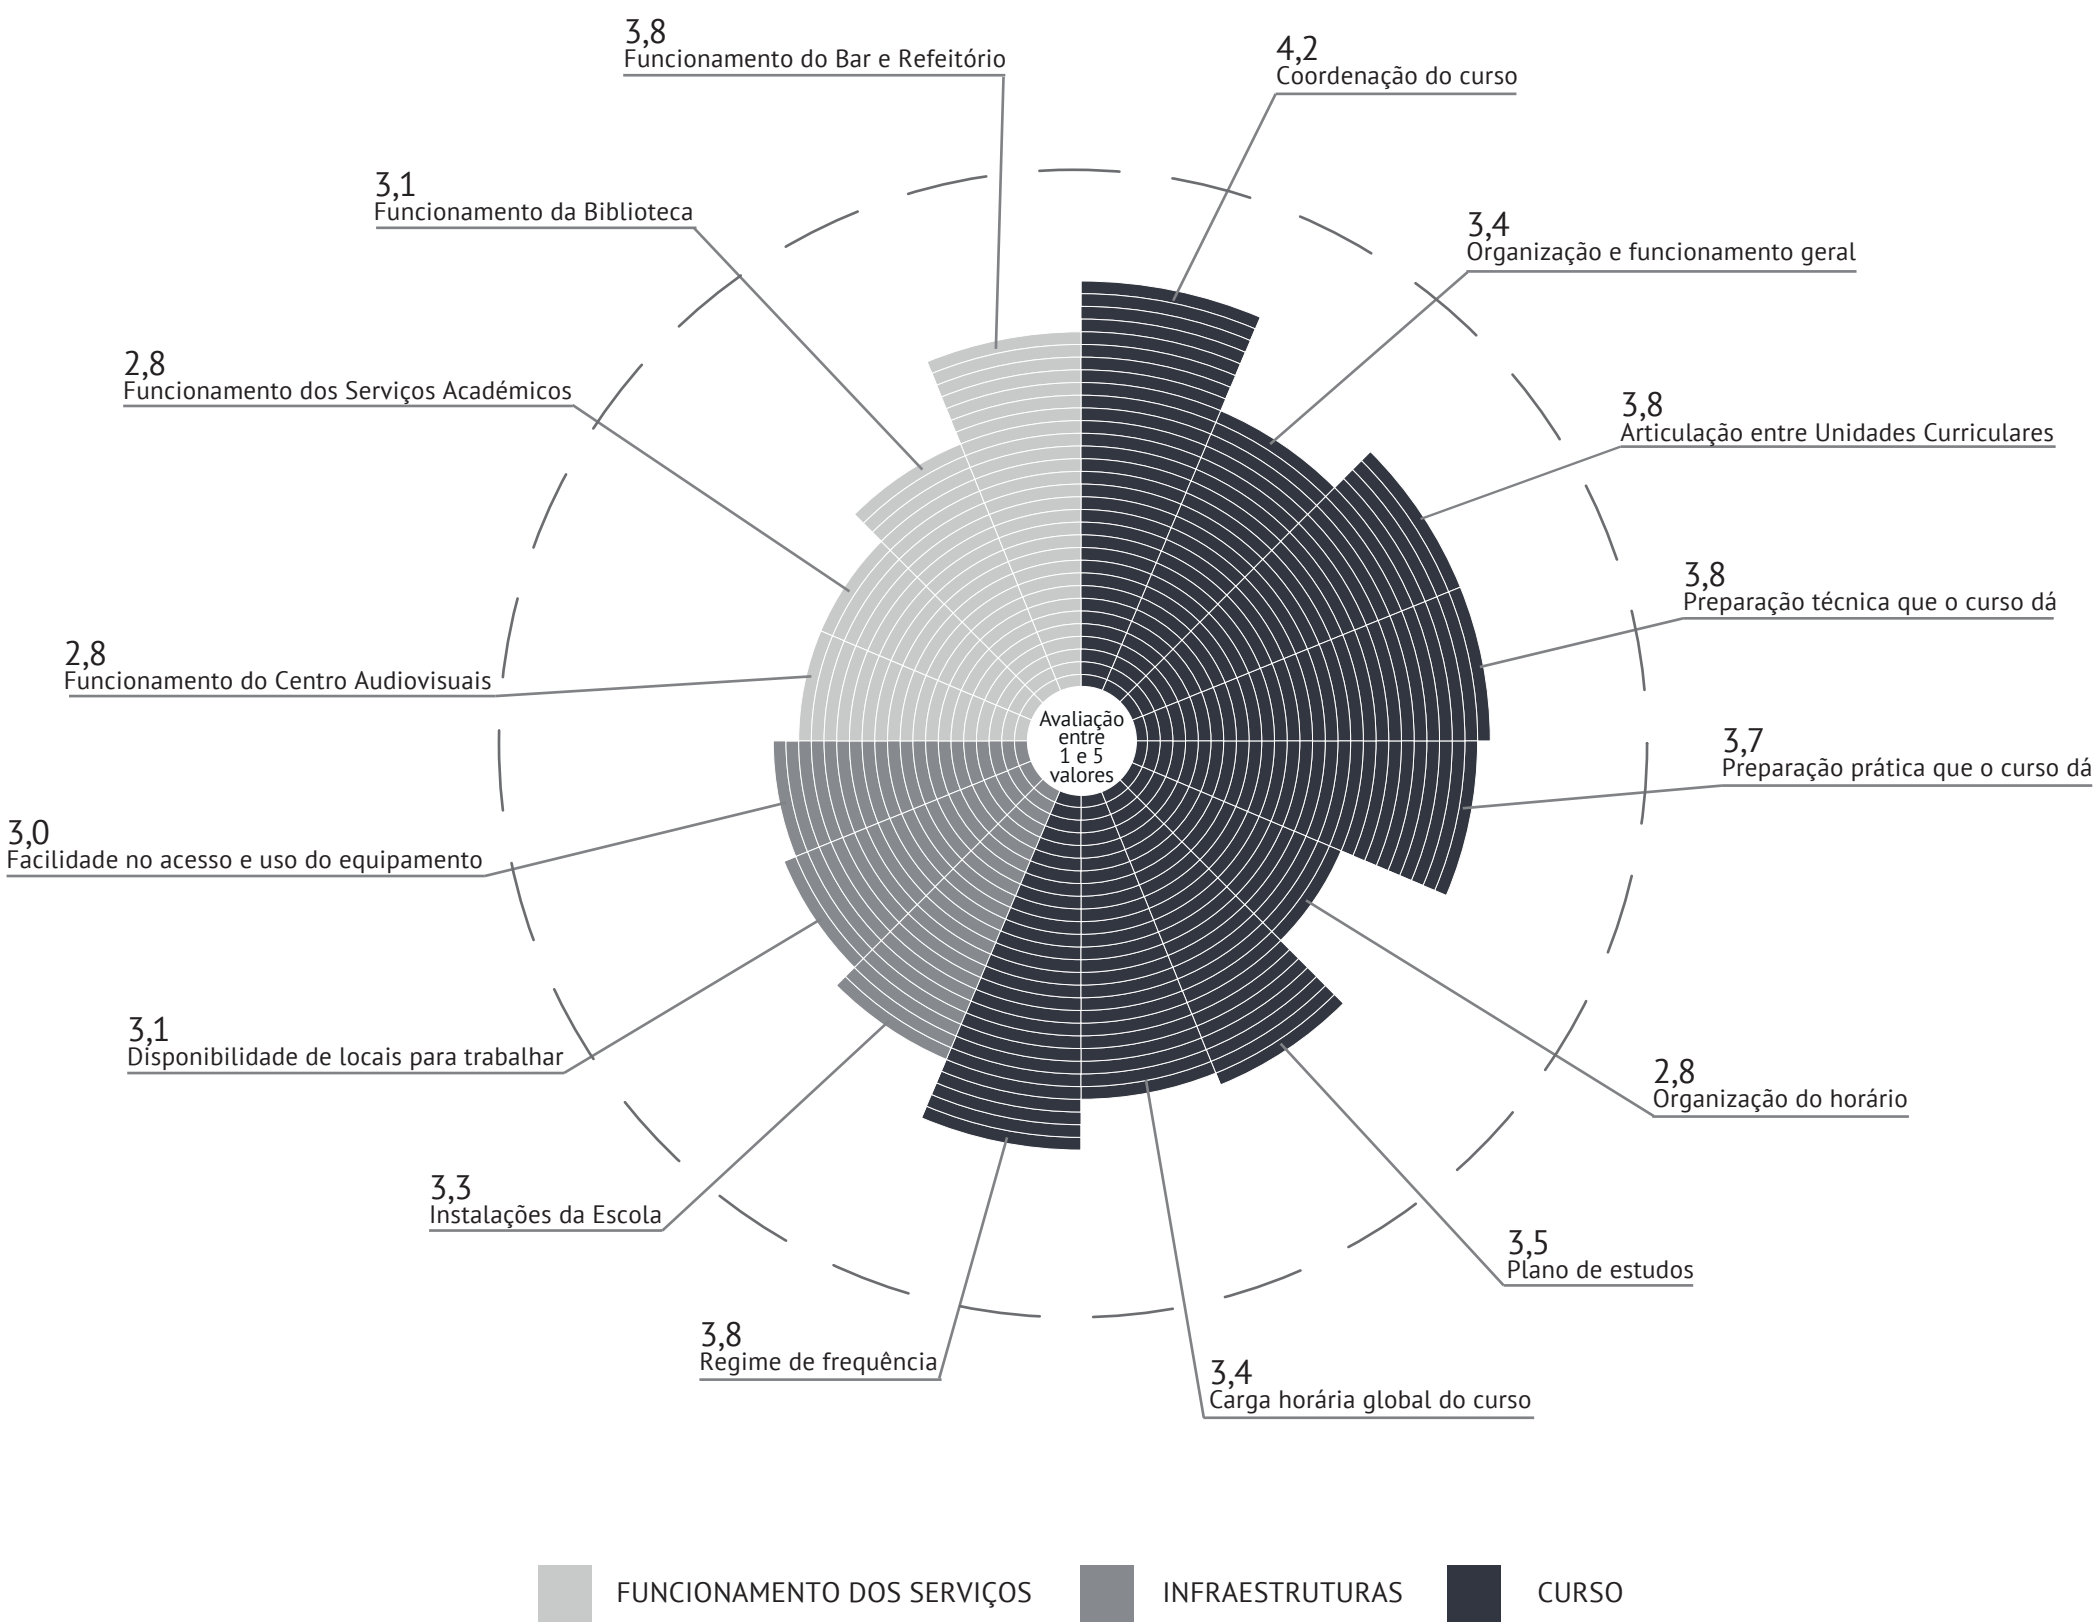 3,8
Funcionamento do Bar e Refeitório
4,2
Coordenação do curso
3,1
Funcionamento da Biblioteca
3,4
Organização e funcionamento geral
2,8
Funcionamento dos Serviços Académicos
3,8
Articulação entre Unidades Curriculares
3,8
Preparação técnica que o curso dá
2,8
Funcionamento do Centro Audiovisuais
Avaliação
entre
1 e 5
valores
3,7
Preparação prática que o curso dá
3,0
Facilidade no acesso e uso do equipamento
3,1
Disponibilidade de locais para trabalhar
2,8
Organização do horário
3,3
Instalações da Escola
3,5
Plano de estudos
3,8
Regime de frequência
3,4
Carga horária global do curso
FUNCIONAMENTO DOS SERVIÇOS
INFRAESTRUTURAS
CURSO